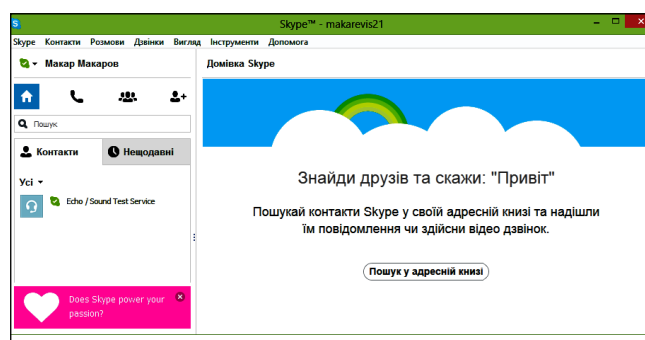 Skype™ - makarevis21
Skype Контакти Розмови Дзвінки Вигляд Інструменти Допомога
Макар Макаров
Домівка Skype
Пошук
Контакти
Нещодавні
Усі
Echo / Sound Test Service
Знайди друзів та скажи: "Привіт"
Пошукай контакти Skype у своїй адресній книзі та надішли
їм повідомлення чи здійсни відео дзвінок.
Пошук у адресній книзі
Does Skype power your
passion?